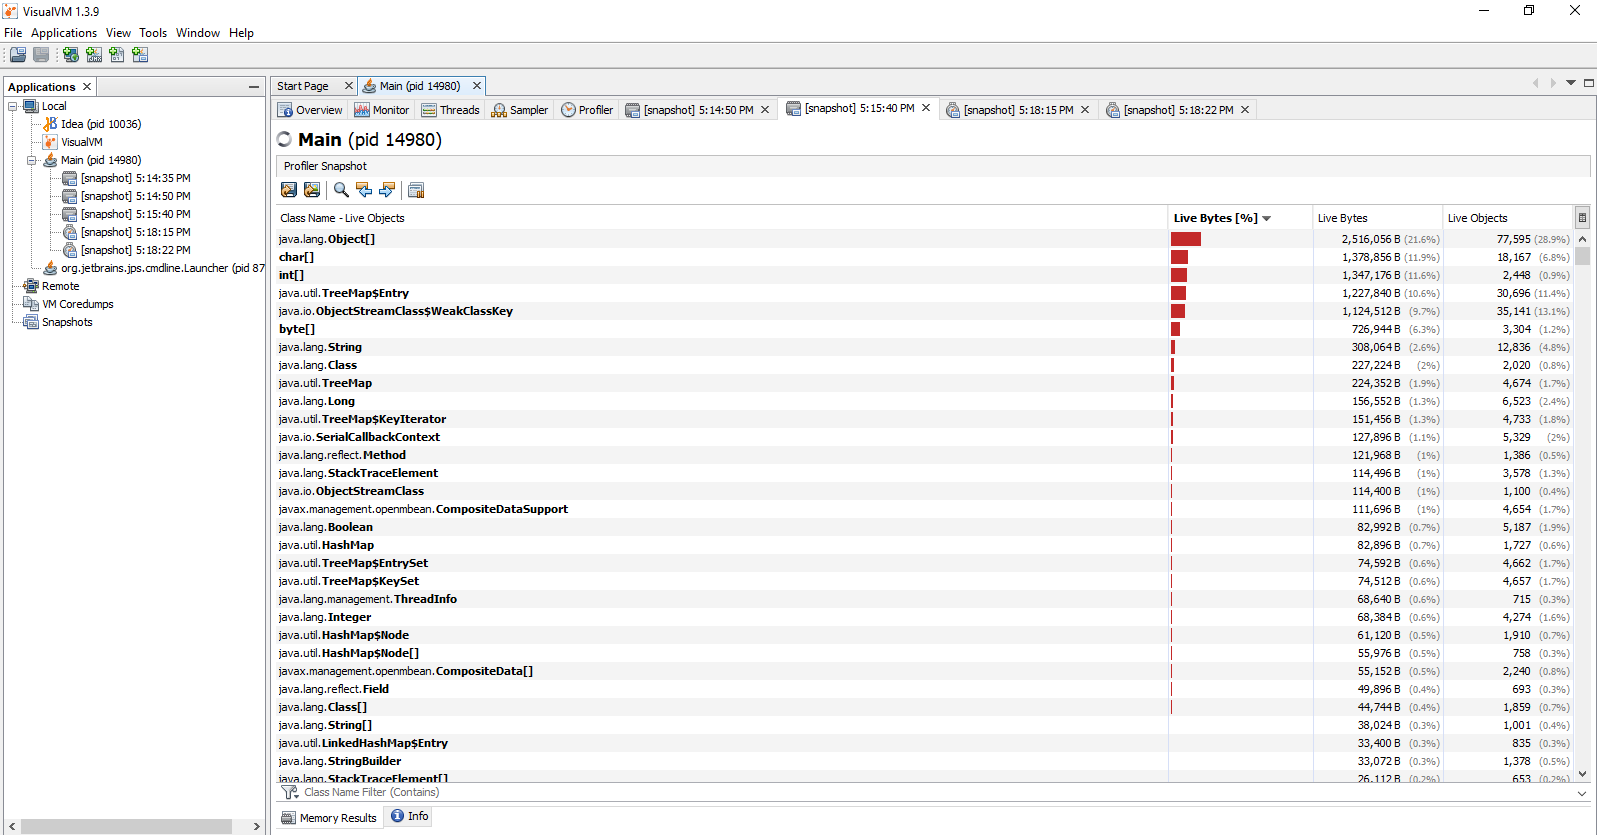 VisualVM 1.3.9
File Applications View Tools Window Help
Applications
Local
Idea (pid 10036)
VisualVM
Main (pid 14980)
[snapshot] 5:14:35 PM
[snapshot] 5:14:50 PM
[snapshot] 5:15:40 PM
[snapshot] 5:18:15 PM
[snapshot] 5:18:22 PM
org.jetbrains.jps.cmdline.Launcher (pid 87
Remote
VM Coredumps
Snapshots
Start Page Main (pid 14980)
Overview Monitor Threads Sampler Profiler [snapshot] 5:14:50 PM [snapshot] 5:15:40 PM [snapshot] 5:18:15 PM [snapshot] 5:18:22 PM
Main (pid 14980)
Profiler Snapshot
Class Name - Live Objects Live Bytes [%] Live Bytes Live Objects
java.lang.Object[] 2,516,056 B (21.6%) 77,595 (28.9%)
char[] 1,378,856 B (11.9%) 18,167 (6.8%)
int[] 1,347,176 B (11.6%) 2,448 (0.9%)
java.util.TreeMap$Entry 1,227,840 B (10.6%) 30,696 (11.4%)
java.io.ObjectStreamClass$WeakClassKey 1,124,512 B (9.7%) 35,141 (13.1%)
byte[] 726,944 B (6.3%) 3,304 (1.2%)
java.lang.String 308,064 B (2.6%) 12,836 (4.8%)
java.lang.Class 227,224 B (2%) 2,020 (0.8%)
java.util.TreeMap 224,352 B (1.9%) 4,674 (1.7%)
java.lang.Long 156,552 B (1.3%) 6,523 (2.4%)
java.util.TreeMap$KeyIterator 151,456 B (1.3%) 4,733 (1.8%)
java.io.SerialCallbackContext 127,896 B (1.1%) 5,329 (2%)
java.lang.reflect.Method 121,968 B (1%) 1,386 (0.5%)
java.lang.StackTraceElement 114,496 B (1%) 3,578 (1.3%)
java.io.ObjectStreamClass 114,400 B (1%) 1,100 (0.4%)
javax.management.openmbean.CompositeDataSupport 111,696 B (1%) 4,654 (1.7%)
java.lang.Boolean 82,992 B (0.7%) 5,187 (1.9%)
java.util.HashMap 82,896 B (0.7%) 1,727 (0.6%)
java.util.TreeMap$EntrySet 74,592 B (0.6%) 4,662 (1.7%)
java.util.TreeMap$KeySet 74,512 B (0.6%) 4,657 (1.7%)
java.lang.management.ThreadInfo 68,640 B (0.6%) 715 (0.3%)
java.lang.Integer 68,384 B (0.6%) 4,274 (1.6%)
java.util.HashMap$Node 61,120 B (0.5%) 1,910 (0.7%)
java.util.HashMap$Node[] 55,976 B (0.5%) 758 (0.3%)
javax.management.openmbean.CompositeData[] 55,152 B (0.5%) 2,240 (0.8%)
java.lang.reflect.Field 49,896 B (0.4%) 693 (0.3%)
java.lang.Class[] 44,744 B (0.4%) 1,859 (0.7%)
java.lang.String[] 38,024 B (0.3%) 1,001 (0.4%)
java.util.LinkedHashMap$Entry 33,400 B (0.3%) 835 (0.3%)
java.lang.StringBuilder 33,072 B (0.3%) 1,378 (0.5%)
java.lang.StackTraceElement[] 26,112 B (0.2%) 653 (0.2%)
Class Name Filter (Contains)
Memory Results Info